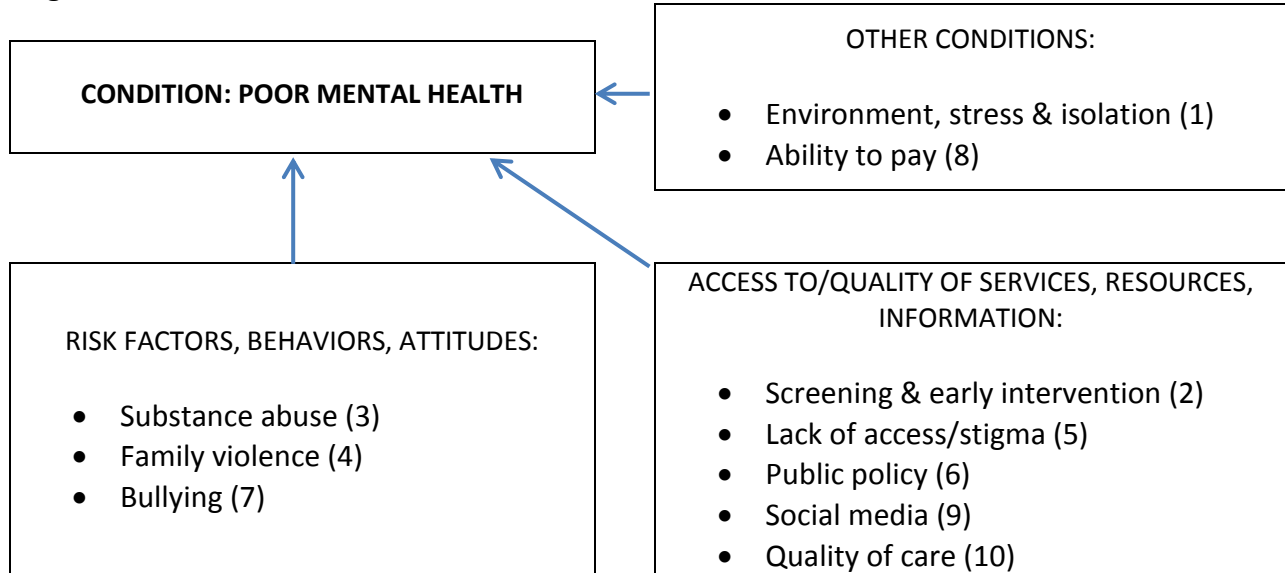 CONDITION: POOR MENTAL HEALTH
OTHER CONDITIONS:
• Environment, stress & isolation (1)
• Ability to pay (8)
RISK FACTORS, BEHAVIORS, ATTITUDES:
• Substance abuse (3)
• Family violence (4)
• Bullying (7)
ACCESS TO/QUALITY OF SERVICES, RESOURCES,
INFORMATION:
• Screening & early intervention (2)
• Lack of access/stigma (5)
• Public policy (6)
• Social media (9)
• Quality of care (10)